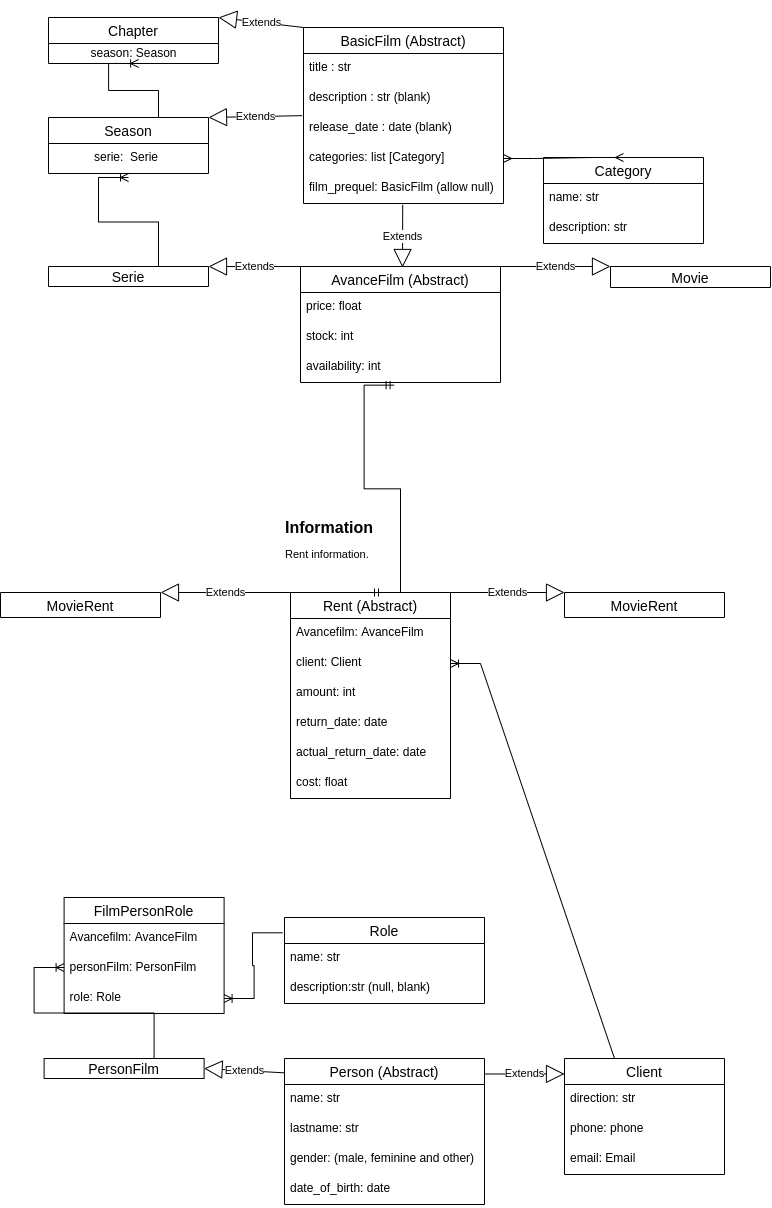 Chapter
season: Season
Extends
BasicFilm (Abstract)
title : str
description : str (blank)
release_date : date (blank)
categories: list [Category]
film_prequel: BasicFilm (allow null)
Extends
Season
serie:  Serie
Category
name: str
description: str
Extends
Serie
Extends
AvanceFilm (Abstract)
price: float
stock: int
availability: int
Extends
Movie
Information
Rent information.
MovieRent
Extends
Rent (Abstract)
Avancefilm: AvanceFilm
client: Client
amount: int
return_date: date
actual_return_date: date
cost: float
Extends
MovieRent
FilmPersonRole
Avancefilm: AvanceFilm
personFilm: PersonFilm
role: Role
Role
name: str
description:str (null, blank)
PersonFilm
Extends
Person (Abstract)
name: str
lastname: str
gender: (male, feminine and other)
date_of_birth: date
Extends
Client
direction: str
phone: phone
email: Email